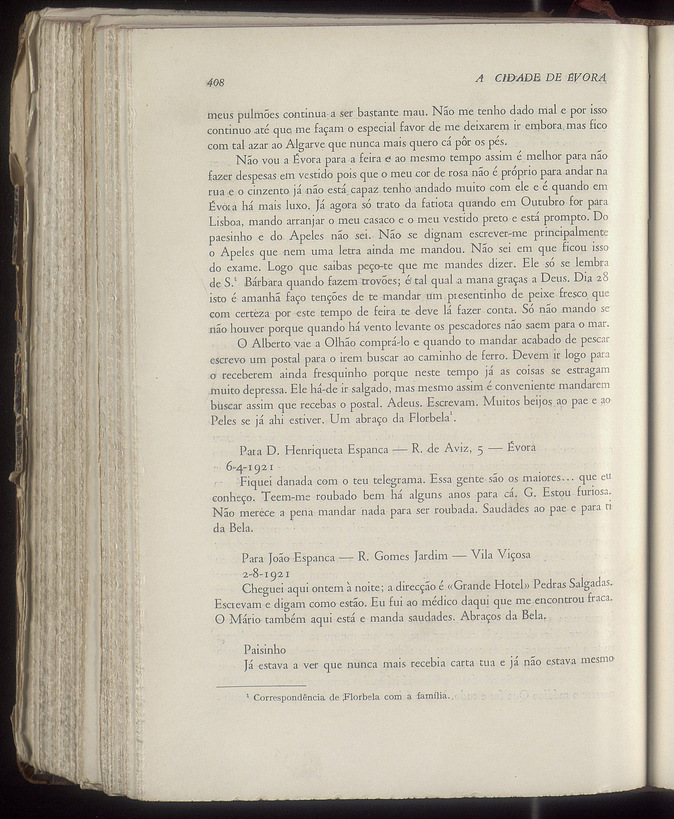 408
A CIDADE DE ÉVORA
meus pulmões continua a ser bastante mau. Não me tenho dado mal e por isso
continuo até que me façam o especial favor de me deixarem ir embora mas fico
com tal azar ao Algarve que nunca mais quero cá pôr os pés.
Não vou a Évora para a feira e ao mesmo tempo assim é melhor para não
fazer despesas em vestido pois que o meu cor de rosa não é próprio para andar na
rua e o cinzento já não está capaz tenho andado muito com ele e é quando em
Évora há mais luxo. Já agora só trato da fatiota quando em Outubro for para
Lisboa, mando arranjar o meu casaco e o meu vestido preto e está prompto. Do
paesinho e do Apeles não sei. Não se dignam escrever-me principalmente
o Apeles que nem uma letra ainda me mandou. Não sei em que ficou isso
do exame. Logo que saibas peço-te que me mandes dizer. Ele só se lembra
de S.ª Bárbara quando fazem trovões; é tal qual a mana graças a Deus. Dia 28
isto é amanhã faço tenções de te mandar um presentinho de peixe fresco que
com certeza por este tempo de feira te deve lá fazer conta. Só não mando se
não houver porque quando há vento levante os pescadores não saem para o mar.
O Alberto vae a Olhão comprá-lo e quando to mandar acabado de pescar
escrevo um postal para o irem buscar ao caminho de ferro. Devem ir logo para
o receberem ainda fresquinho porque neste tempo já as coisas se estragam
muito depressa. Ele há-de ir salgado, mas mesmo assim é conveniente mandarem
buscar assim que recebas o postal. Adeus. Escrevam. Muitos beijos ao pae e ao
Peles se já ahi estiver. Um abraço da Florbela¹.
Para D. Henriqueta Espanca — R. de Aviz, 5 — Évora
6-4-1921
Fiquei danada com o teu telegrama. Essa gente são os maiores... que eu
conheço. Teem-me roubado bem há alguns anos para cá. G. Estou furiosa.
Não merece a pena mandar nada para ser roubada. Saudades ao pae e para ti
da Bela.
Para João Espanca — R. Gomes Jardim — Vila Viçosa
2-8-1921
Cheguei aqui ontem à noite; a direcção é «Grande Hotel» Pedras Salgadas.
Escrevam e digam como estão. Eu fui ao médico daqui que me encontrou fraca.
O Mário também aqui está e manda saudades. Abraços da Bela.
Paisinho
Já estava a ver que nunca mais recebia carta tua e já não estava mesmo
¹ Correspondência de Florbela com a família.